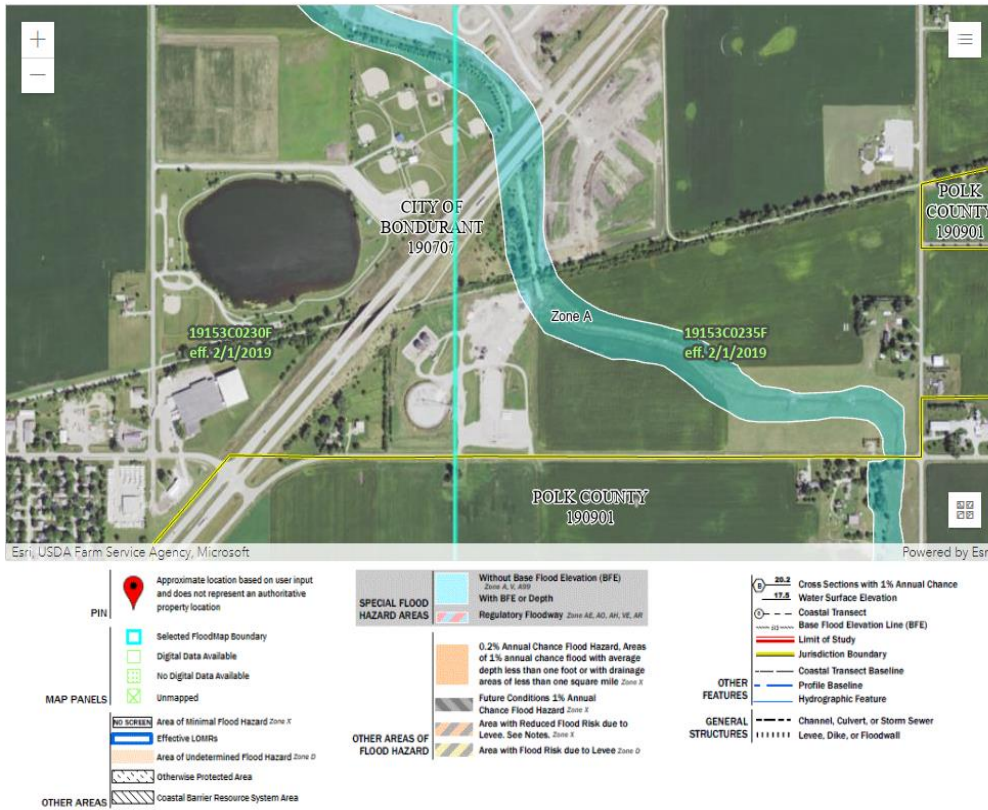 +
−
CITY OF
BONDURANT
190707
POLK
COUNTY
190901
19153C0230F
eff. 2/1/2019
Zone A
19153C0235F
eff. 2/1/2019
POLK COUNTY
190901
Esri, USDA Farm Service Agency, Microsoft
Powered by Esri
PIN
Approximate location based on user input
and does not represent an authoritative
property location
MAP PANELS
Selected FloodMap Boundary
Digital Data Available
No Digital Data Available
Unmapped
OTHER AREAS
NO SCREEN Area of Minimal Flood Hazard Zone X
Effective LOMRs
Area of Undetermined Flood Hazard Zone D
Otherwise Protected Area
Coastal Barrier Resource System Area
SPECIAL FLOOD
HAZARD AREAS
Without Base Flood Elevation (BFE)
Zone A, V, A99
With BFE or Depth
Regulatory Floodway Zone AE, AO, AH, VE, AR
OTHER AREAS OF
FLOOD HAZARD
0.2% Annual Chance Flood Hazard, Areas
of 1% annual chance flood with average
depth less than one foot or with drainage
areas of less than one square mile Zone X
Future Conditions 1% Annual
Chance Flood Hazard Zone X
Area with Reduced Flood Risk due to
Levee. See Notes. Zone X
Area with Flood Risk due to Levee Zone D
OTHER
FEATURES
20.2 Cross Sections with 1% Annual Chance
17.5 Water Surface Elevation
Coastal Transect
Base Flood Elevation Line (BFE)
Limit of Study
Jurisdiction Boundary
Coastal Transect Baseline
Profile Baseline
Hydrographic Feature
GENERAL
STRUCTURES
Channel, Culvert, or Storm Sewer
Levee, Dike, or Floodwall